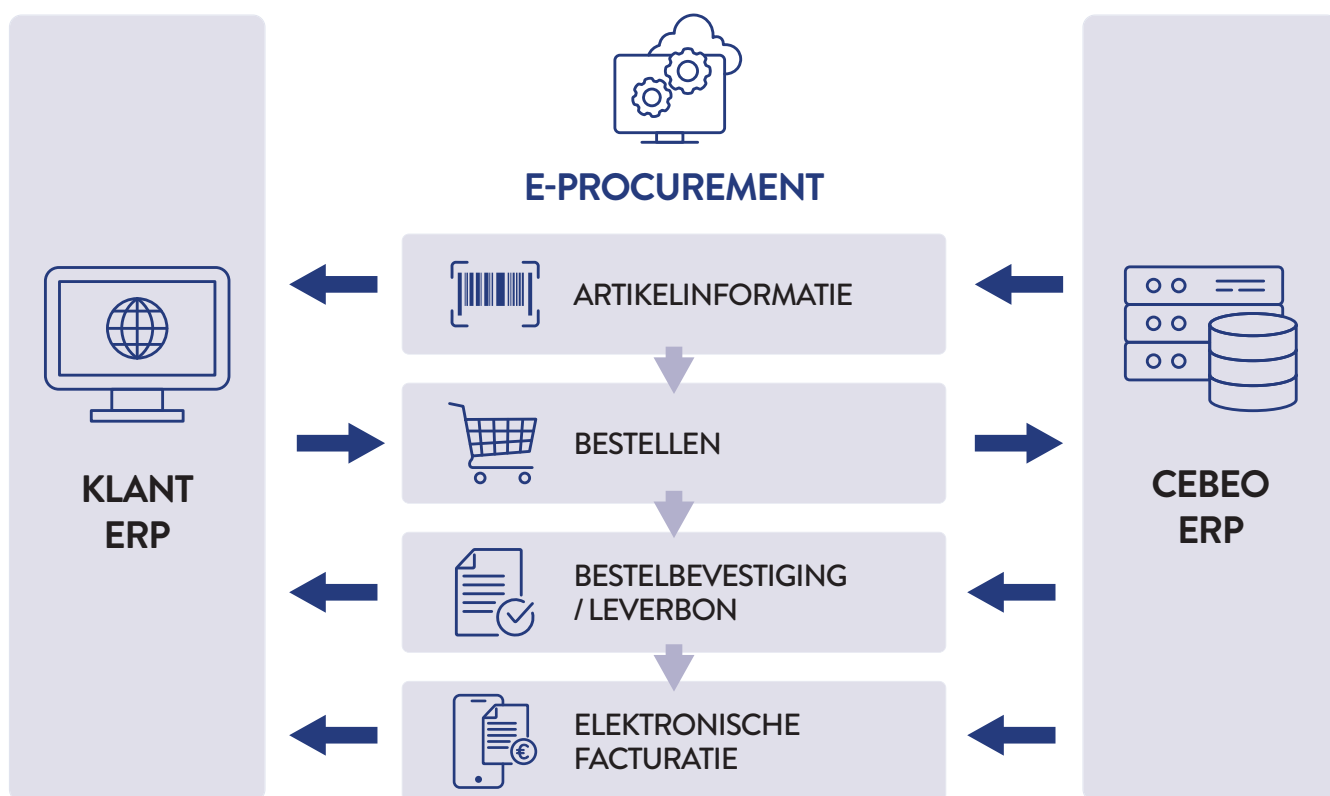 E-PROCUREMENT
KLANT
ERP
ARTIKELINFORMATIE
BESTELLEN
BESTELBEVESTIGING
/ LEVERBON
ELEKTRONISCHE
FACTURATIE
€
CEBEO
ERP